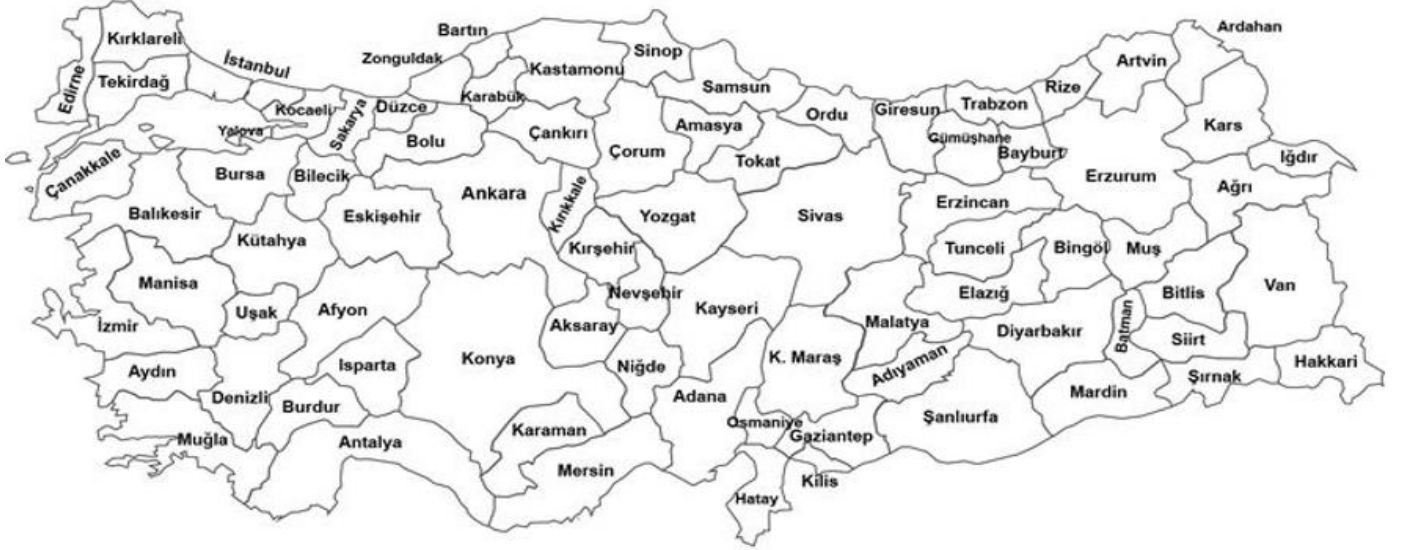 Bartın
Ardahan
Kırklareli
Zonguldak
Sinop
İstanbul
Kastamonu
Artvin
Edirne
Tekirdağ
Samsun
Rize
Kocaeli
Düzce
Karabük
Ordu
Giresun
Trabzon
Yalova
Sakarya
Bolu
Çankırı
Amasya
Gümüşhane
Kars
Çanakkale
Bursa
Bilecik
Çorum
Tokat
Bayburt
Iğdır
Ankara
Erzurum
Ağrı
Balıkesir
Eskişehir
Kırıkkale
Yozgat
Sivas
Erzincan
Kütahya
Kırşehir
Tunceli
Bingöl
Muş
Manisa
Uşak
Afyon
Nevşehir
Kayseri
Elazığ
Bitlis
Van
İzmir
Aksaray
Malatya
Diyarbakır
Batman
Siirt
Aydın
Isparta
Konya
Niğde
K. Maraş
Adıyaman
Hakkari
Denizli
Burdur
Adana
Mardin
Şırnak
Muğla
Antalya
Karaman
Osmaniye
Gaziantep
Şanlıurfa
Mersin
Kilis
Hatay